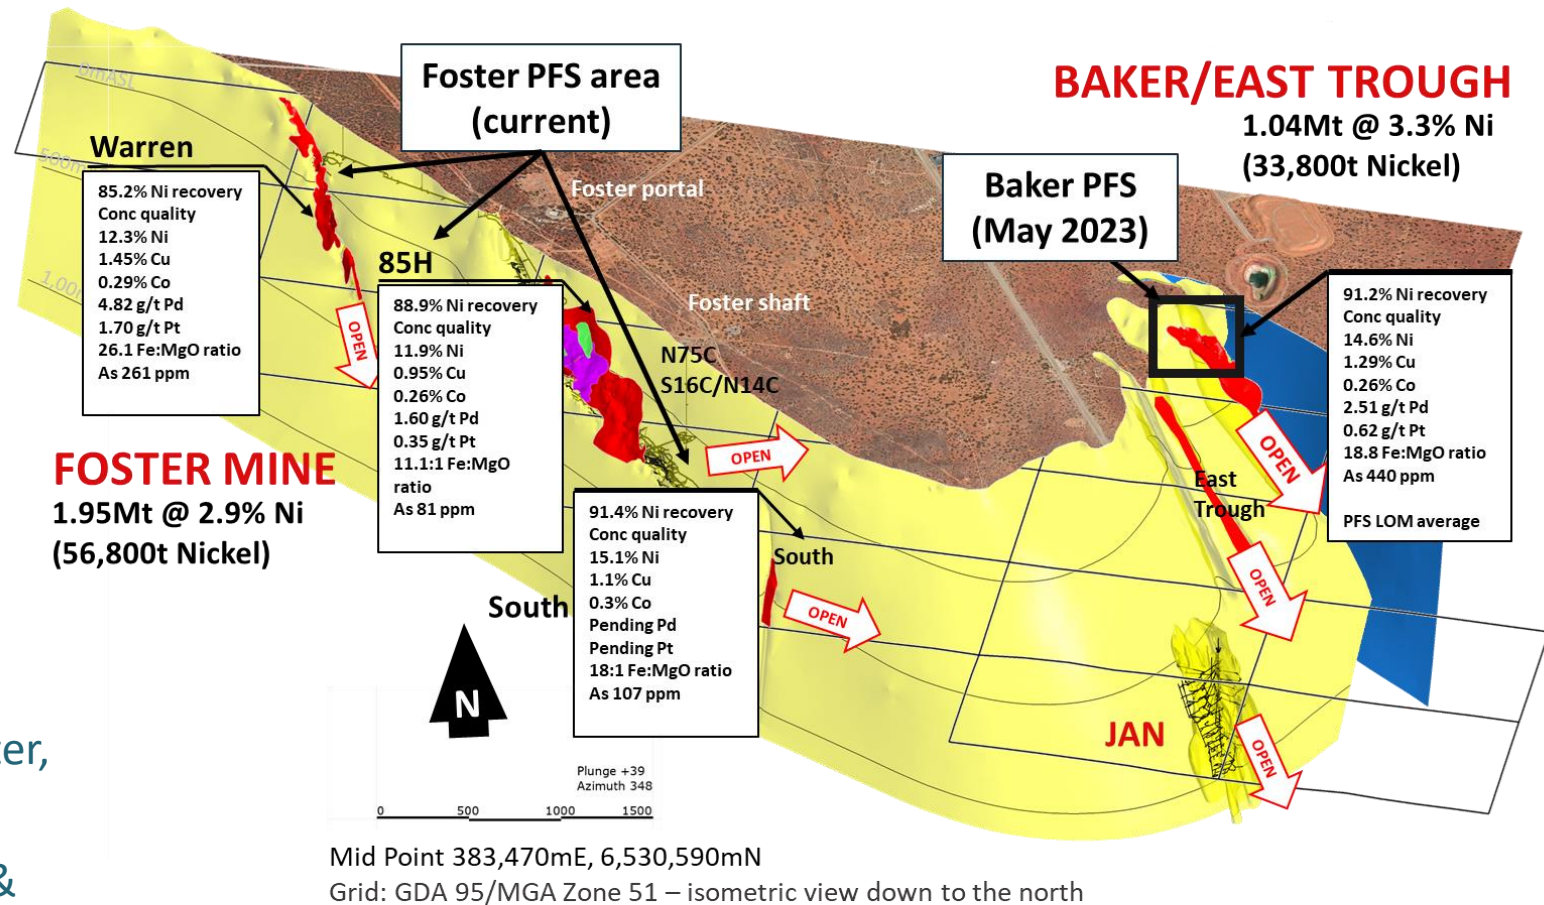 0mASL
500m
1,00
Foster PFS area
(current)
BAKER/EAST TROUGH
1.04Mt @ 3.3% Ni
(33,800t Nickel)
Warren
85.2% Ni recovery
Conc quality
12.3% Ni
1.45% Cu
0.29% Co
4.82 g/t Pd
1.70 g/t Pt
26.1 Fe:MgO ratio
As 261 ppm
OPEN
Foster portal
Baker PFS
(May 2023)
85H
88.9% Ni recovery
Conc quality
11.9% Ni
0.95% Cu
0.26% Co
1.60 g/t Pd
0.35 g/t Pt
11.1:1 Fe:MgO
ratio
As 81 ppm
Foster shaft
N75C
S16C/N14C
OPEN
91.2% Ni recovery
Conc quality
14.6% Ni
1.29% Cu
0.26% Co
2.51 g/t Pd
0.62 g/t Pt
18.8 Fe:MgO ratio
As 440 ppm
PFS LOM average
OPEN
East
Trough
OPEN
FOSTER MINE
1.95Mt @ 2.9% Ni
(56,800t Nickel)
91.4% Ni recovery
Conc quality
15.1% Ni
1.1% Cu
0.3% Co
Pending Pd
Pending Pt
18:1 Fe:MgO ratio
As 107 ppm
South
South
OPEN
N
JAN
OPEN
er,
&
Plunge +39
Azimuth 348
0 500 1000 1500
Mid Point 383,470mE, 6,530,590mN
Grid: GDA 95/MGA Zone 51 – isometric view down to the north